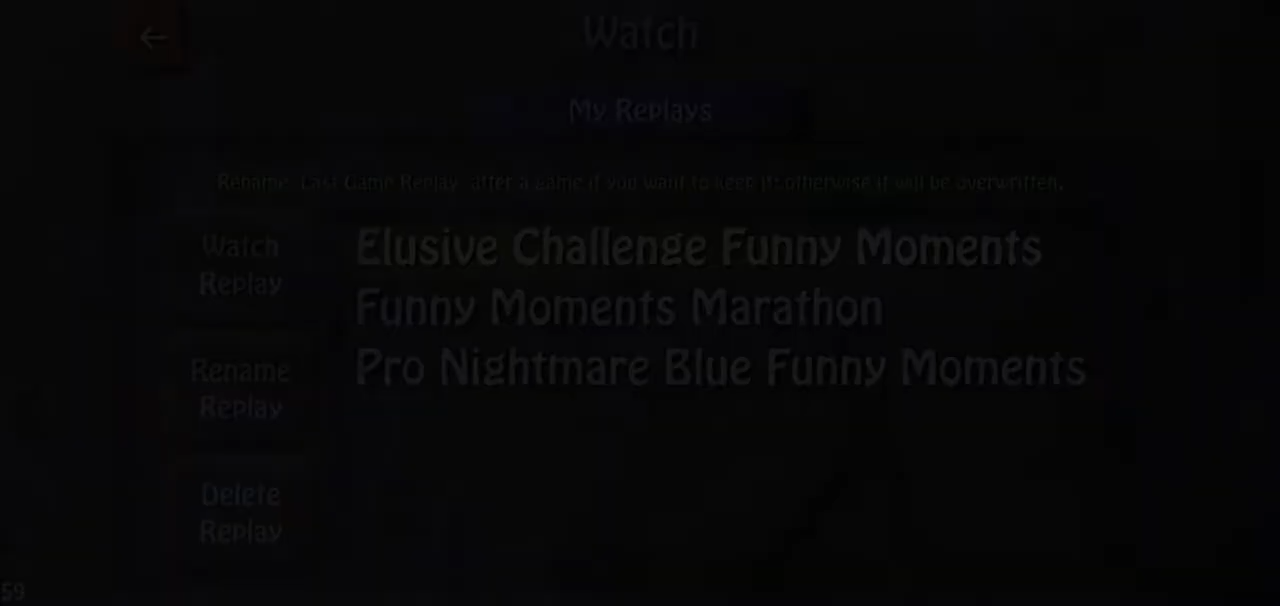 Watch
My Replays
Rename 'Last Game Replay' after a game if you want to keep it; otherwise it will be overwritten.
Watch
Replay
Elusive Challenge Funny Moments
Funny Moments Marathon
Pro Nightmare Blue Funny Moments
Rename
Replay
Delete
Replay
59